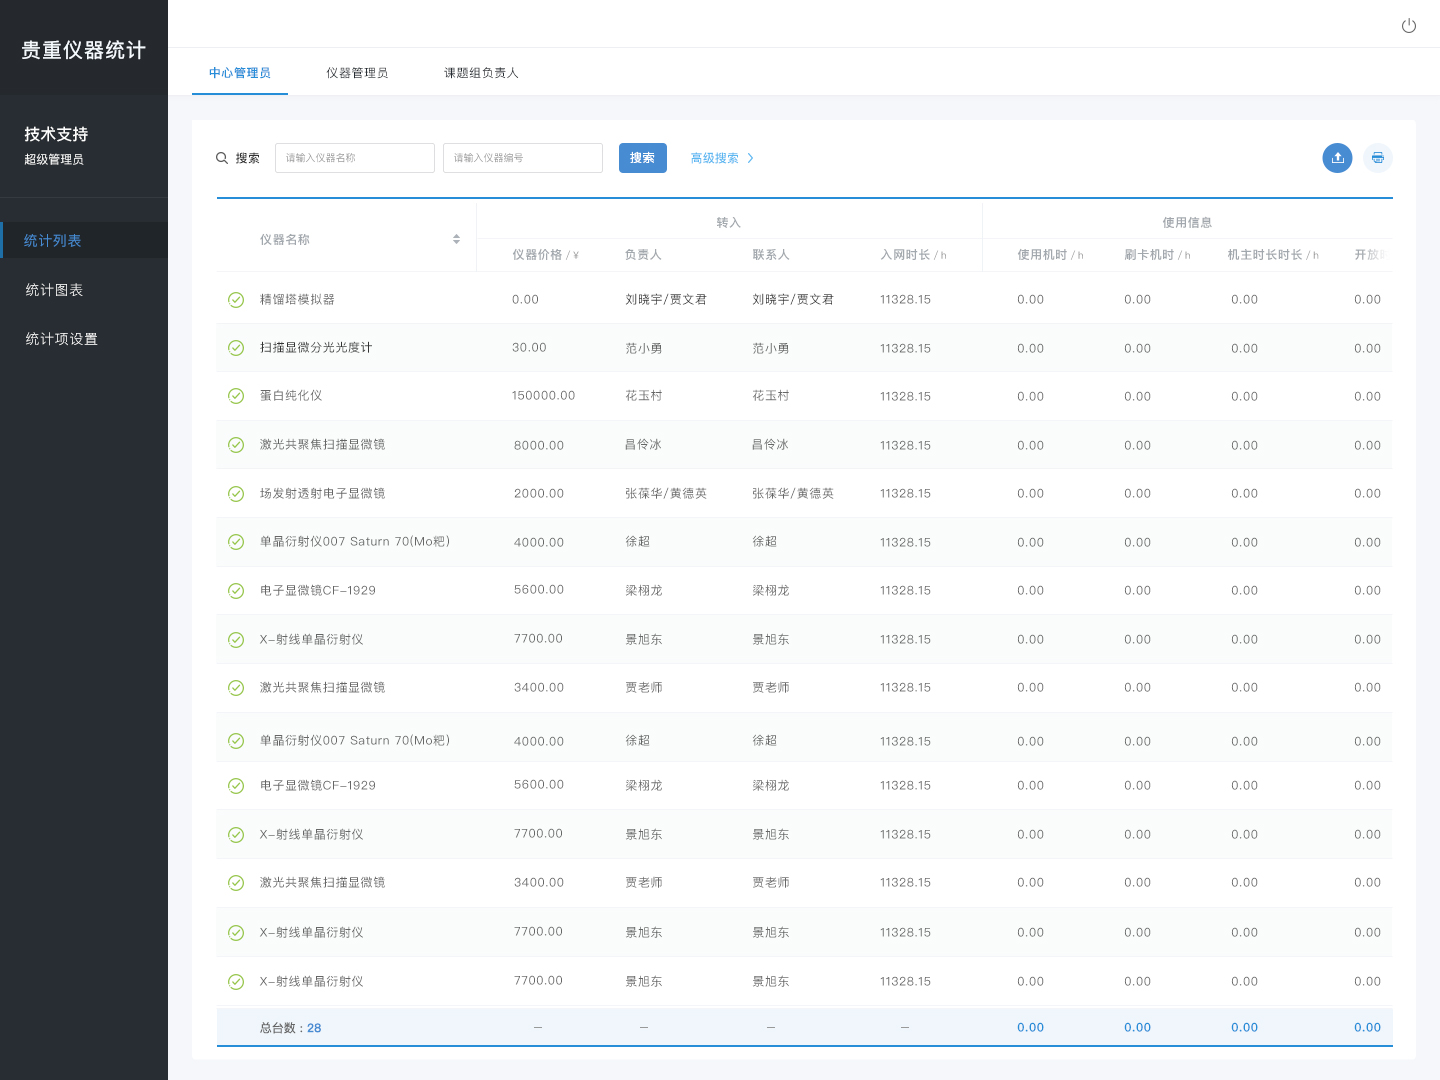 贵重仪器统计
技术支持
超级管理员
统计列表
统计图表
统计项设置
中心管理员 仪器管理员 课题组负责人
搜索 请输入仪器名称 请输入仪器编号 搜索 高级搜索
仪器名称 转入 使用信息
仪器价格 / ¥ 负责人 联系人 入网时长 / h 使用机时 / h 刷卡机时 / h 机主时长时长 / h 开放
精馏塔模拟器 0.00 刘晓宇/贾文君 刘晓宇/贾文君 11328.15 0.00 0.00 0.00 0.00
扫描显微分光光度计 30.00 范小勇 范小勇 11328.15 0.00 0.00 0.00 0.00
蛋白纯化仪 150000.00 花玉村 花玉村 11328.15 0.00 0.00 0.00 0.00
激光共聚焦扫描显微镜 8000.00 昌伶冰 昌伶冰 11328.15 0.00 0.00 0.00 0.00
场发射透射电子显微镜 2000.00 张葆华/黄德英 张葆华/黄德英 11328.15 0.00 0.00 0.00 0.00
单晶衍射仪007 Saturn 70(Mo靶) 4000.00 徐超 徐超 11328.15 0.00 0.00 0.00 0.00
电子显微镜CF-1929 5600.00 梁栩龙 梁栩龙 11328.15 0.00 0.00 0.00 0.00
X-射线单晶衍射仪 7700.00 景旭东 景旭东 11328.15 0.00 0.00 0.00 0.00
激光共聚焦扫描显微镜 3400.00 贾老师 贾老师 11328.15 0.00 0.00 0.00 0.00
单晶衍射仪007 Saturn 70(Mo靶) 4000.00 徐超 徐超 11328.15 0.00 0.00 0.00 0.00
电子显微镜CF-1929 5600.00 梁栩龙 梁栩龙 11328.15 0.00 0.00 0.00 0.00
X-射线单晶衍射仪 7700.00 景旭东 景旭东 11328.15 0.00 0.00 0.00 0.00
激光共聚焦扫描显微镜 3400.00 贾老师 贾老师 11328.15 0.00 0.00 0.00 0.00
X-射线单晶衍射仪 7700.00 景旭东 景旭东 11328.15 0.00 0.00 0.00 0.00
X-射线单晶衍射仪 7700.00 景旭东 景旭东 11328.15 0.00 0.00 0.00 0.00
总台数 : 28 – – – – 0.00 0.00 0.00 0.00